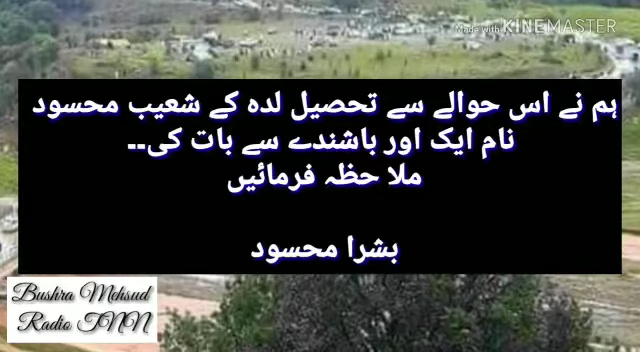 Made with KINEMASTER
ہم نے اس حوالے سے تحصیل لدہ کے شعیب محسود
نام ایک اور باشندے سے بات کی۔۔
ملا حظہ فرمائیں
بشرا محسود
Bushra Mehsud
Radio TNN